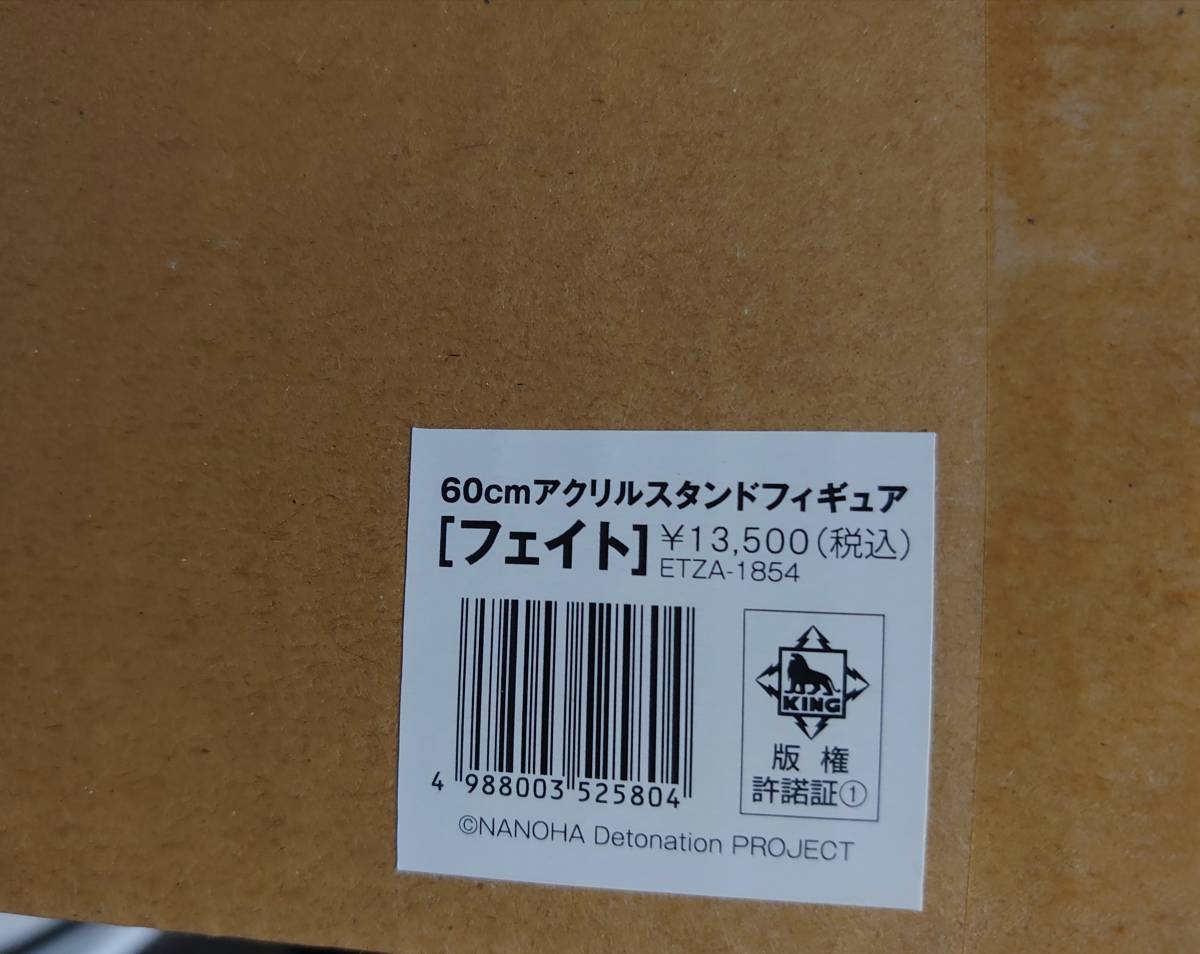 60cmアクリルスタンドフィギュア
[フェイト] ¥13,500(税込)
ETZA-1854
KING
版権
許諾証①
4 988003 525804
©NANOHA Detonation PROJECT